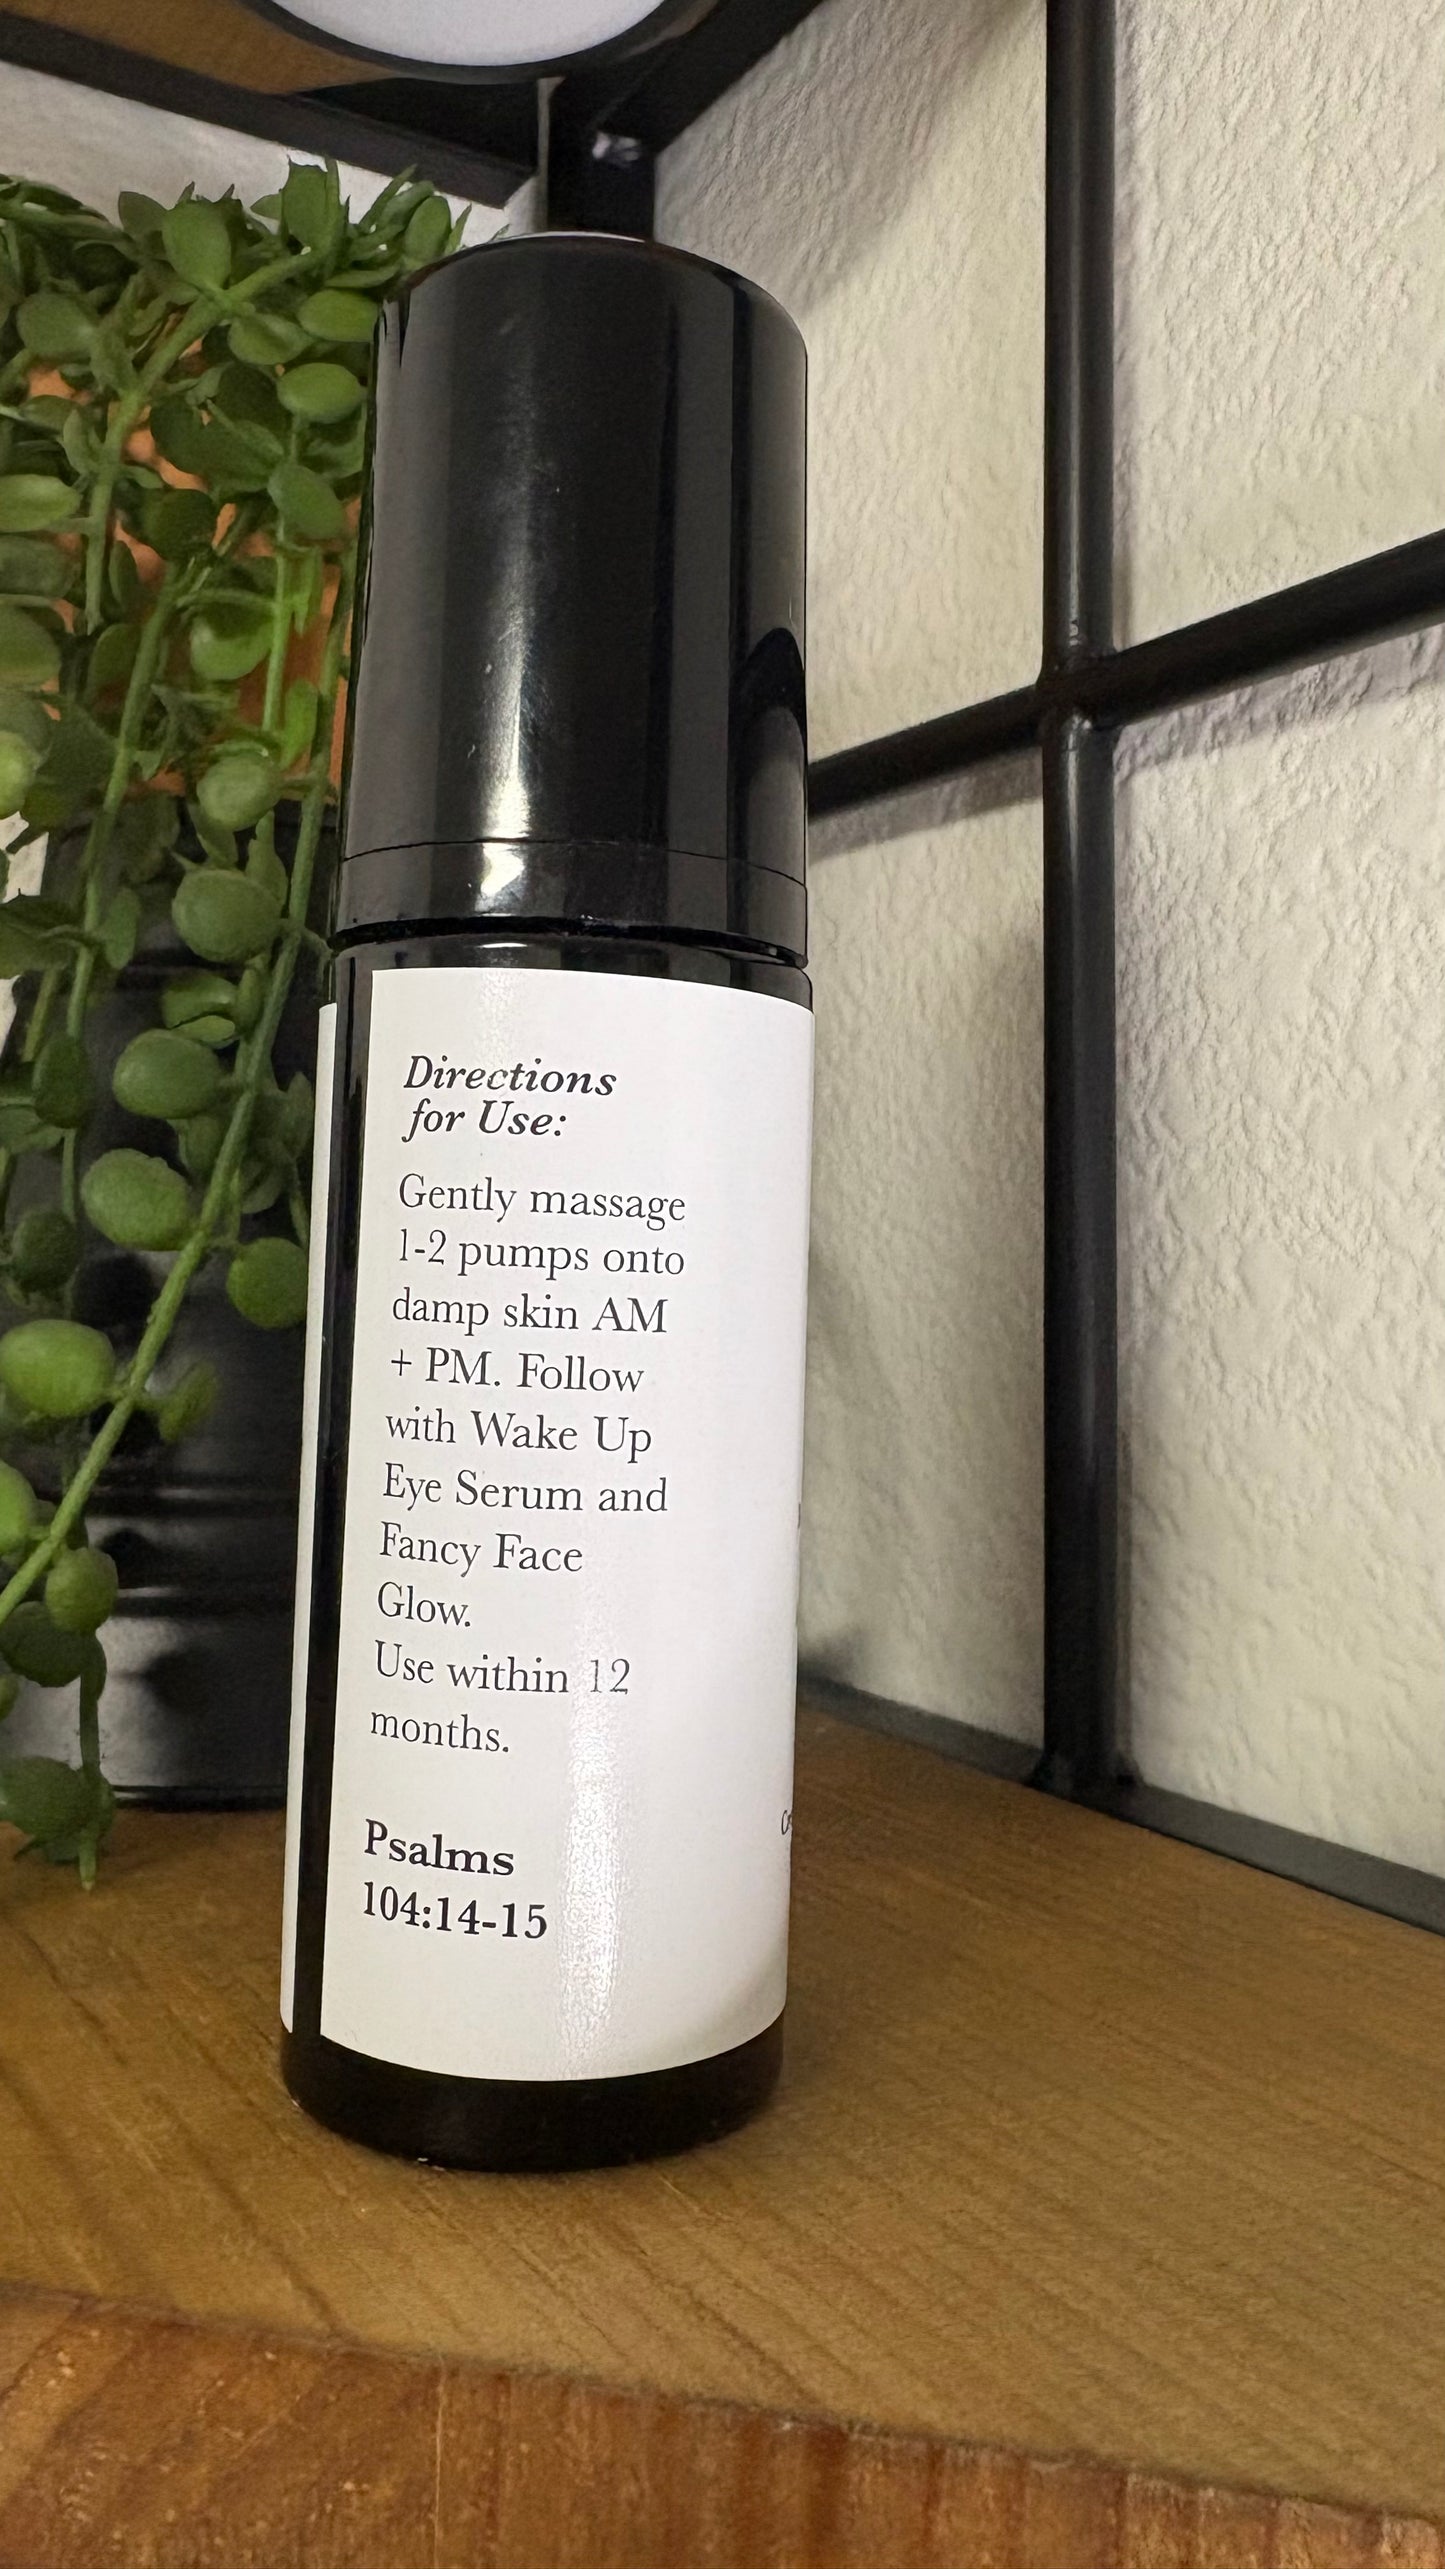 Directions
for Use:
Gently massage
1-2 pumps onto
damp skin AM
+ PM. Follow
with Wake Up
Eye Serum and
Fancy Face
Glow.
Use within 12
months.
Psalms
104:14-15